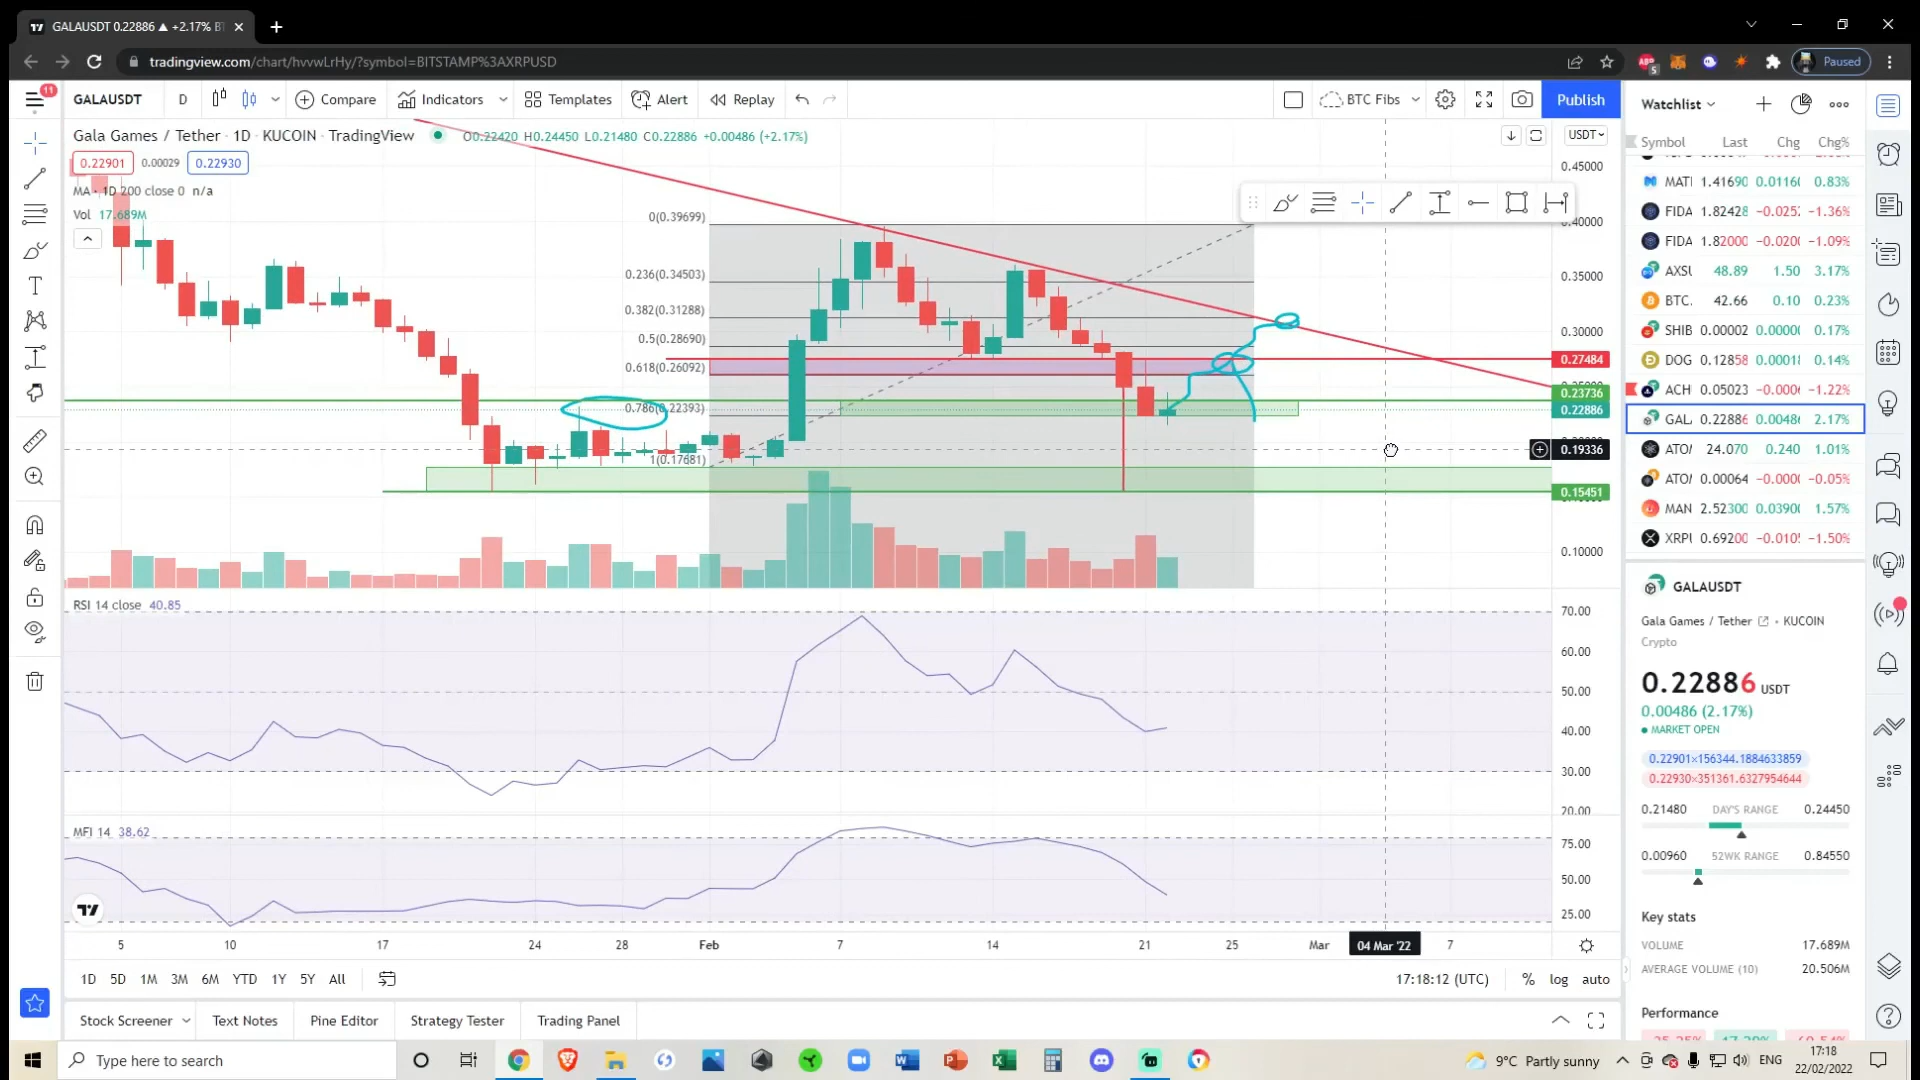 GALAUSDT 0.22886 ▲ +2.17%
tradingview.com/chart/hvvwLrHy/?symbol=BITSTAMP%3AXRPUSD
5
Paused
11
GALAUSDT D Compare Indicators Templates Alert Replay BTC Fibs Publish
Gala Games / Tether · 1D · KUCOIN · TradingView O0.22420 H0.24450 L0.21480 C0.22886 +0.00486 (+2.17%)
0.22901 0.00029 0.22930
MA · 1D 200 close 0 n/a
Vol 17.689M
USDT
0.45000
0.40000
0.35000
0.30000
0.27484
0.23736
0.22886
0.19336
0.15451
0.10000
0(0.39699)
0.236(0.34503)
0.382(0.31288)
0.5(0.28690)
0.618(0.26092)
0.786(0.22393)
1(0.17681)
RSI 14 close 40.85
70.00
60.00
50.00
40.00
30.00
20.00
MFI 14 38.62
75.00
50.00
25.00
5 10 17 24 28 Feb 7 14 21 25 Mar 04 Mar '22 7
1D 5D 1M 3M 6M YTD 1Y 5Y All 17:18:12 (UTC) % log auto
Stock Screener Text Notes Pine Editor Strategy Tester Trading Panel
Watchlist
Symbol Last Chg Chg%
MATI 1.41690 0.0116 0.83%
FIDA 1.82428 −0.025 −1.36%
FIDA 1.82000 −0.020 −1.09%
AXSU 48.89 1.50 3.17%
BTC. 42.66 0.10 0.23%
SHIB 0.00002 0.0000 0.17%
DOG 0.12858 0.00018 0.14%
ACH 0.05023 −0.000 −1.22%
GAL 0.22886 0.00486 2.17%
ATO 24.070 0.240 1.01%
ATO 0.00064 −0.000 −0.05%
MAN 2.52300 0.0390 1.57%
XRP 0.69200 −0.010 −1.50%
GALAUSDT
Gala Games / Tether · KUCOIN
Crypto
0.22886 USDT
0.00486 (2.17%)
MARKET OPEN
0.22901×156344.1884633859
0.22930×351361.6327954644
0.21480 DAY'S RANGE 0.24450
0.00960 52WK RANGE 0.84550
Key stats
VOLUME 17.689M
AVERAGE VOLUME (10) 20.506M
Performance
Type here to search
9°C Partly sunny
ENG
17:18
22/02/2022